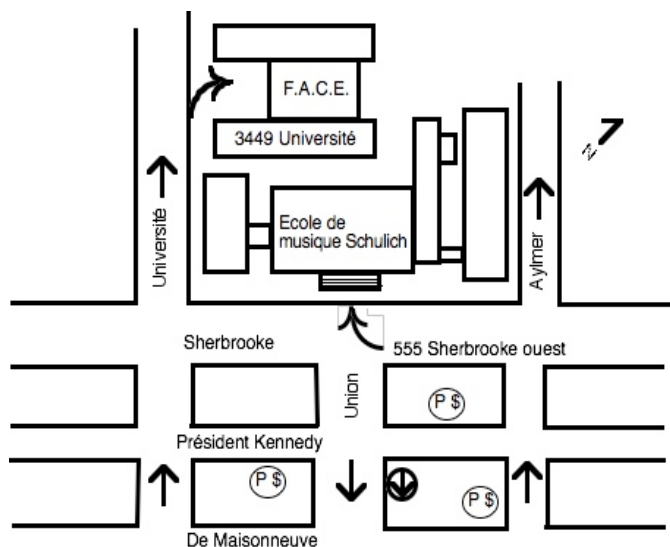 F.A.C.E.
3449 Université
N
Ecole de
musique Schulich
Université
Aylmer
Sherbrooke
555 Sherbrooke ouest
Union
P $
Président Kennedy
P $
P $
De Maisonneuve